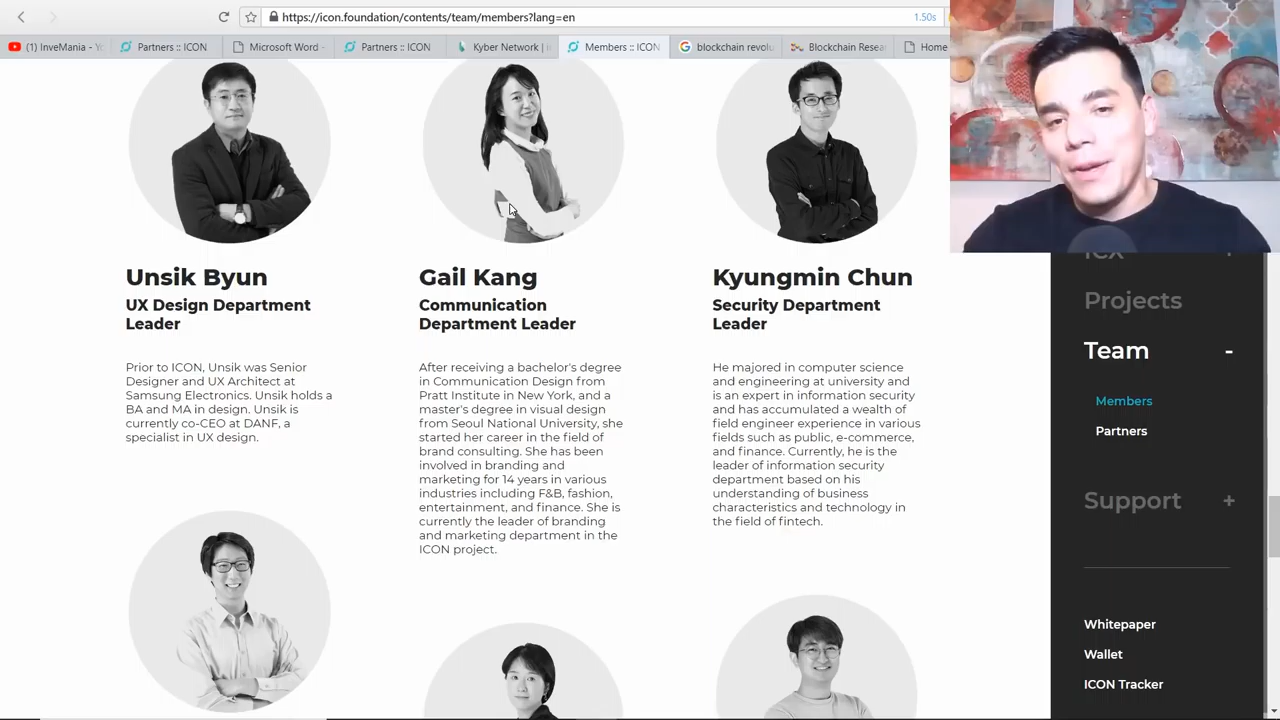 https://icon.foundation/contents/team/members?lang=en
1.50s
(1) InveMania - Yo
Partners :: ICON
Microsoft Word -
Partners :: ICON
Kyber Network | i
Members :: ICON
blockchain revolu
Blockchain Resea
Home
Unsik Byun
UX Design Department
Leader
Prior to ICON, Unsik was Senior
Designer and UX Architect at
Samsung Electronics. Unsik holds a
BA and MA in design. Unsik is
currently co-CEO at DANF, a
specialist in UX design.
Gail Kang
Communication
Department Leader
After receiving a bachelor's degree
in Communication Design from
Pratt Institute in New York, and a
master's degree in visual design
from Seoul National University, she
started her career in the field of
brand consulting. She has been
involved in branding and
marketing for 14 years in various
industries including F&B, fashion,
entertainment, and finance. She is
currently the leader of branding
and marketing department in the
ICON project.
Kyungmin Chun
Security Department
Leader
He majored in computer science
and engineering at university and
is an expert in information security
and has accumulated a wealth of
field engineer experience in various
fields such as public, e-commerce,
and finance. Currently, he is the
leader of information security
department based on his
understanding of business
characteristics and technology in
the field of fintech.
ICX +
Projects
Team -
Members
Partners
Support +
Whitepaper
Wallet
ICON Tracker